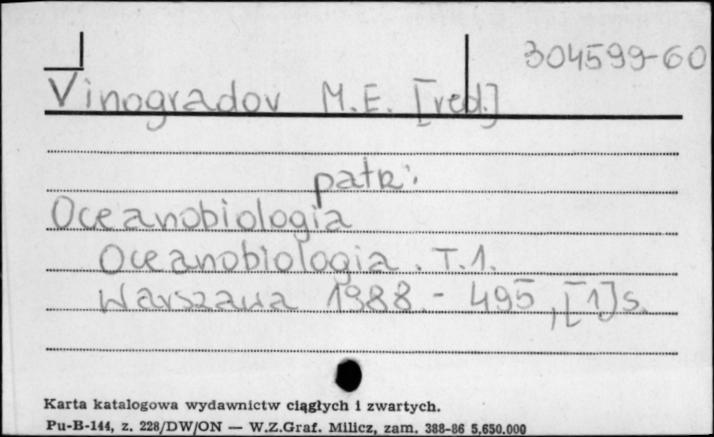 304599-60
Vinogradov M.E. [red.]
patrz:
Oceanobiologia
Oceanobiologia. T.1.
Warszawa 1988. - 495, [1] s.
Karta katalogowa wydawnictw ciągłych i zwartych.
Pu-B-144, z. 228/DW/ON — W.Z.Graf. Milicz, zam. 388-86 5,650.000